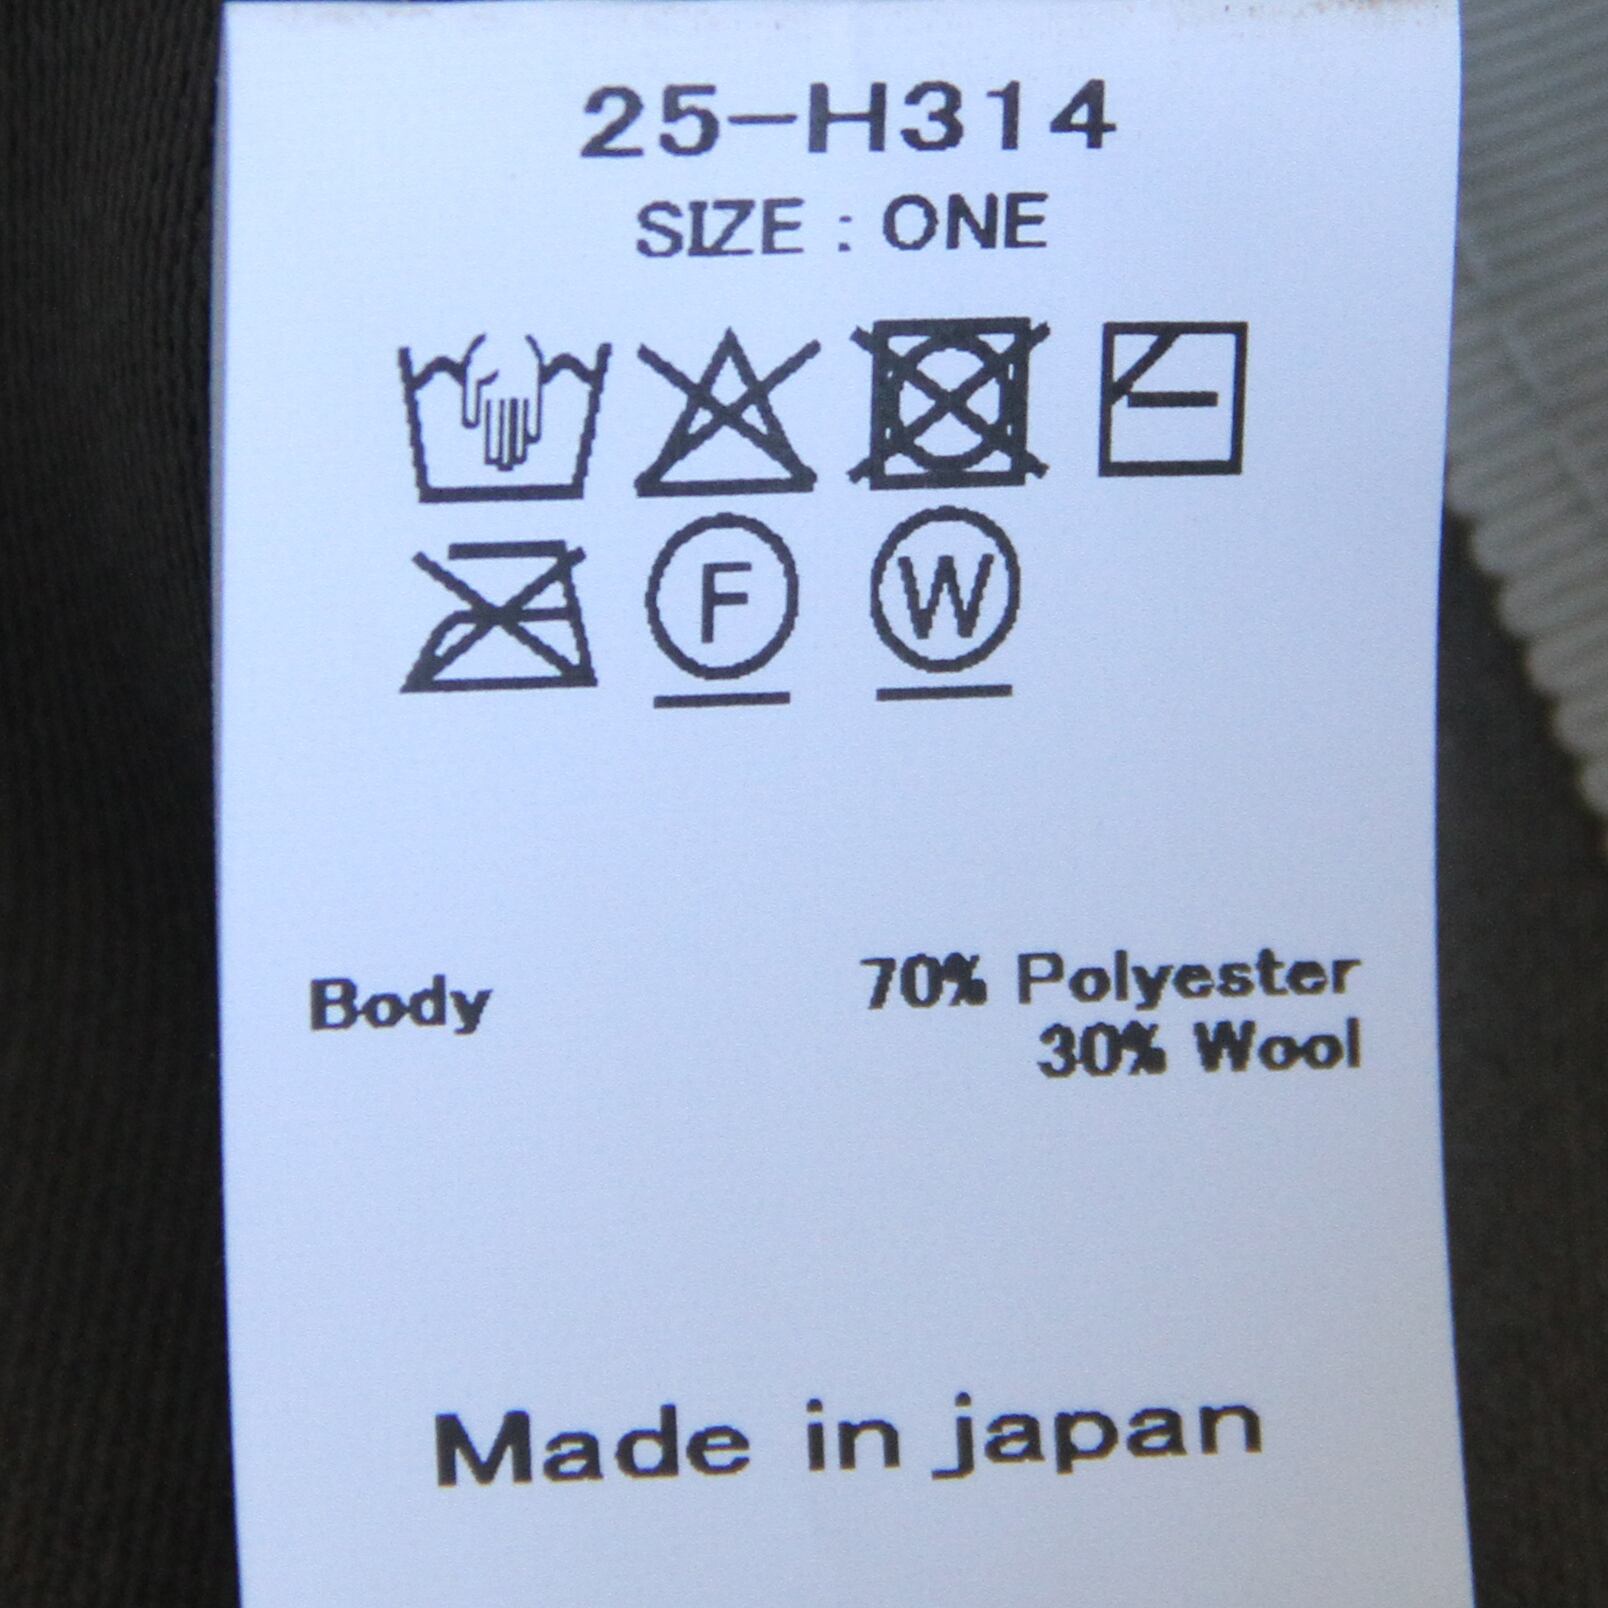 25-H314
SIZE : ONE
F W
Body 70% Polyester
30% Wool
Made in japan